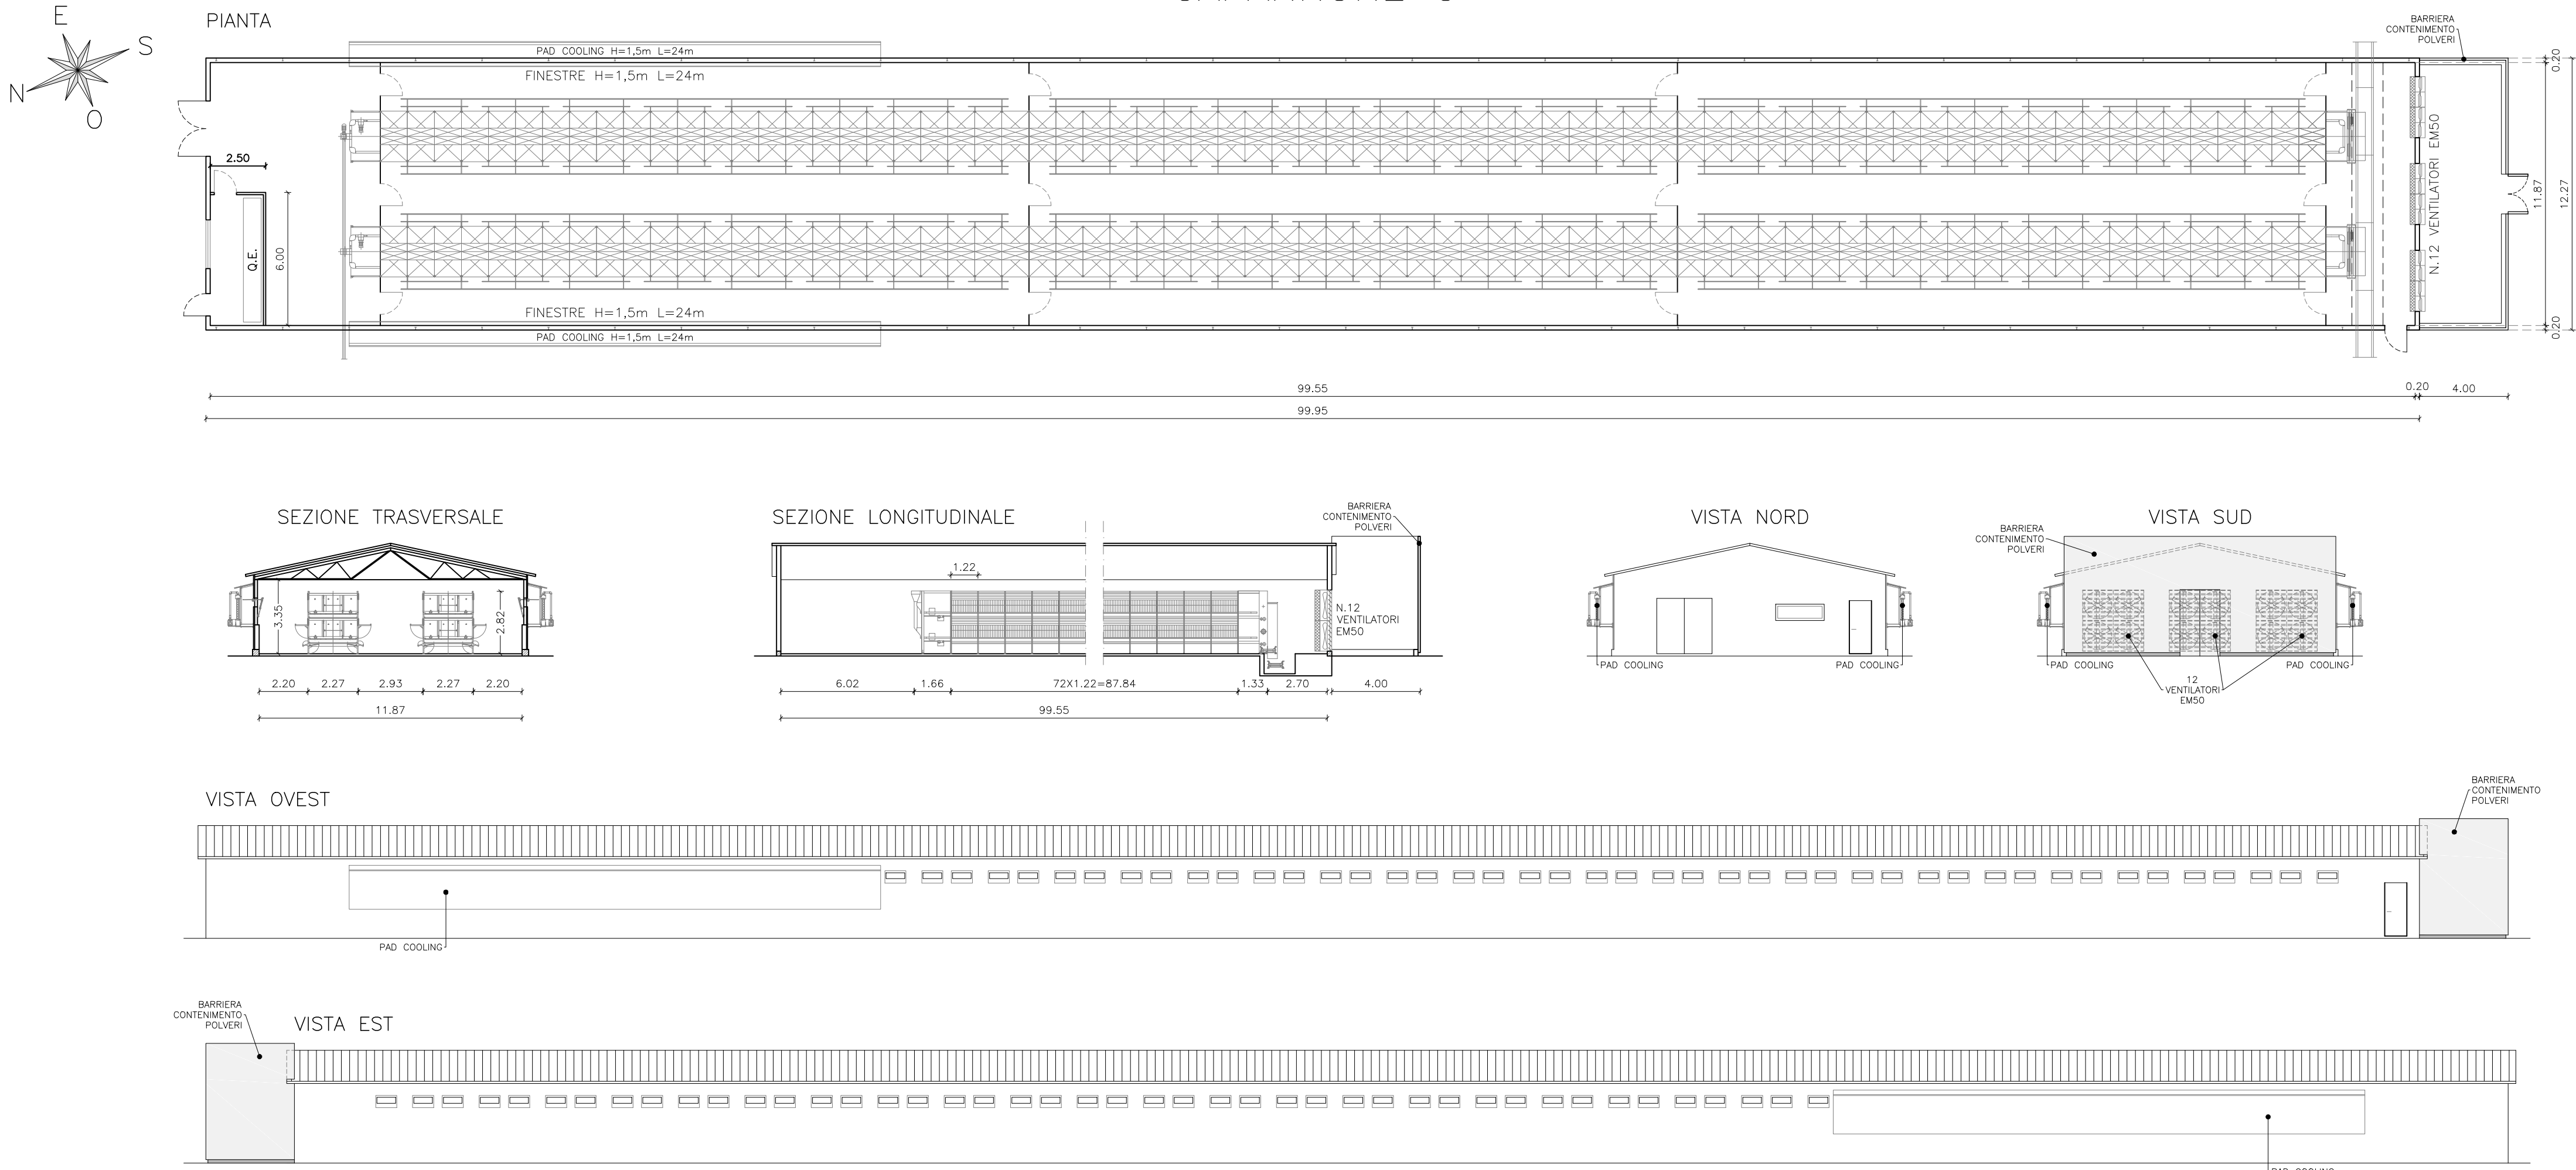 PIANTA
E
S
N
O
BARRIERA
CONTENIMENTO
POLVERI
PAD COOLING H=1,5m L=24m
FINESTRE H=1,5m L=24m
0.20
2.50
Q.E.
6.00
N.12 VENTILATORI EM50
11.87
12.27
FINESTRE H=1,5m L=24m
PAD COOLING H=1,5m L=24m
0.20
99.55
0.20
4.00
99.95
SEZIONE TRASVERSALE
3.35
2.82
2.20
2.27
2.93
2.27
2.20
11.87
SEZIONE LONGITUDINALE
BARRIERA
CONTENIMENTO
POLVERI
1.22
N.12
VENTILATORI
EM50
6.02
1.66
72X1.22=87.84
1.33
2.70
4.00
99.55
VISTA NORD
PAD COOLING
PAD COOLING
VISTA SUD
BARRIERA
CONTENIMENTO
POLVERI
PAD COOLING
PAD COOLING
12
VENTILATORI
EM50
VISTA OVEST
BARRIERA
CONTENIMENTO
POLVERI
PAD COOLING
BARRIERA
CONTENIMENTO
POLVERI
VISTA EST